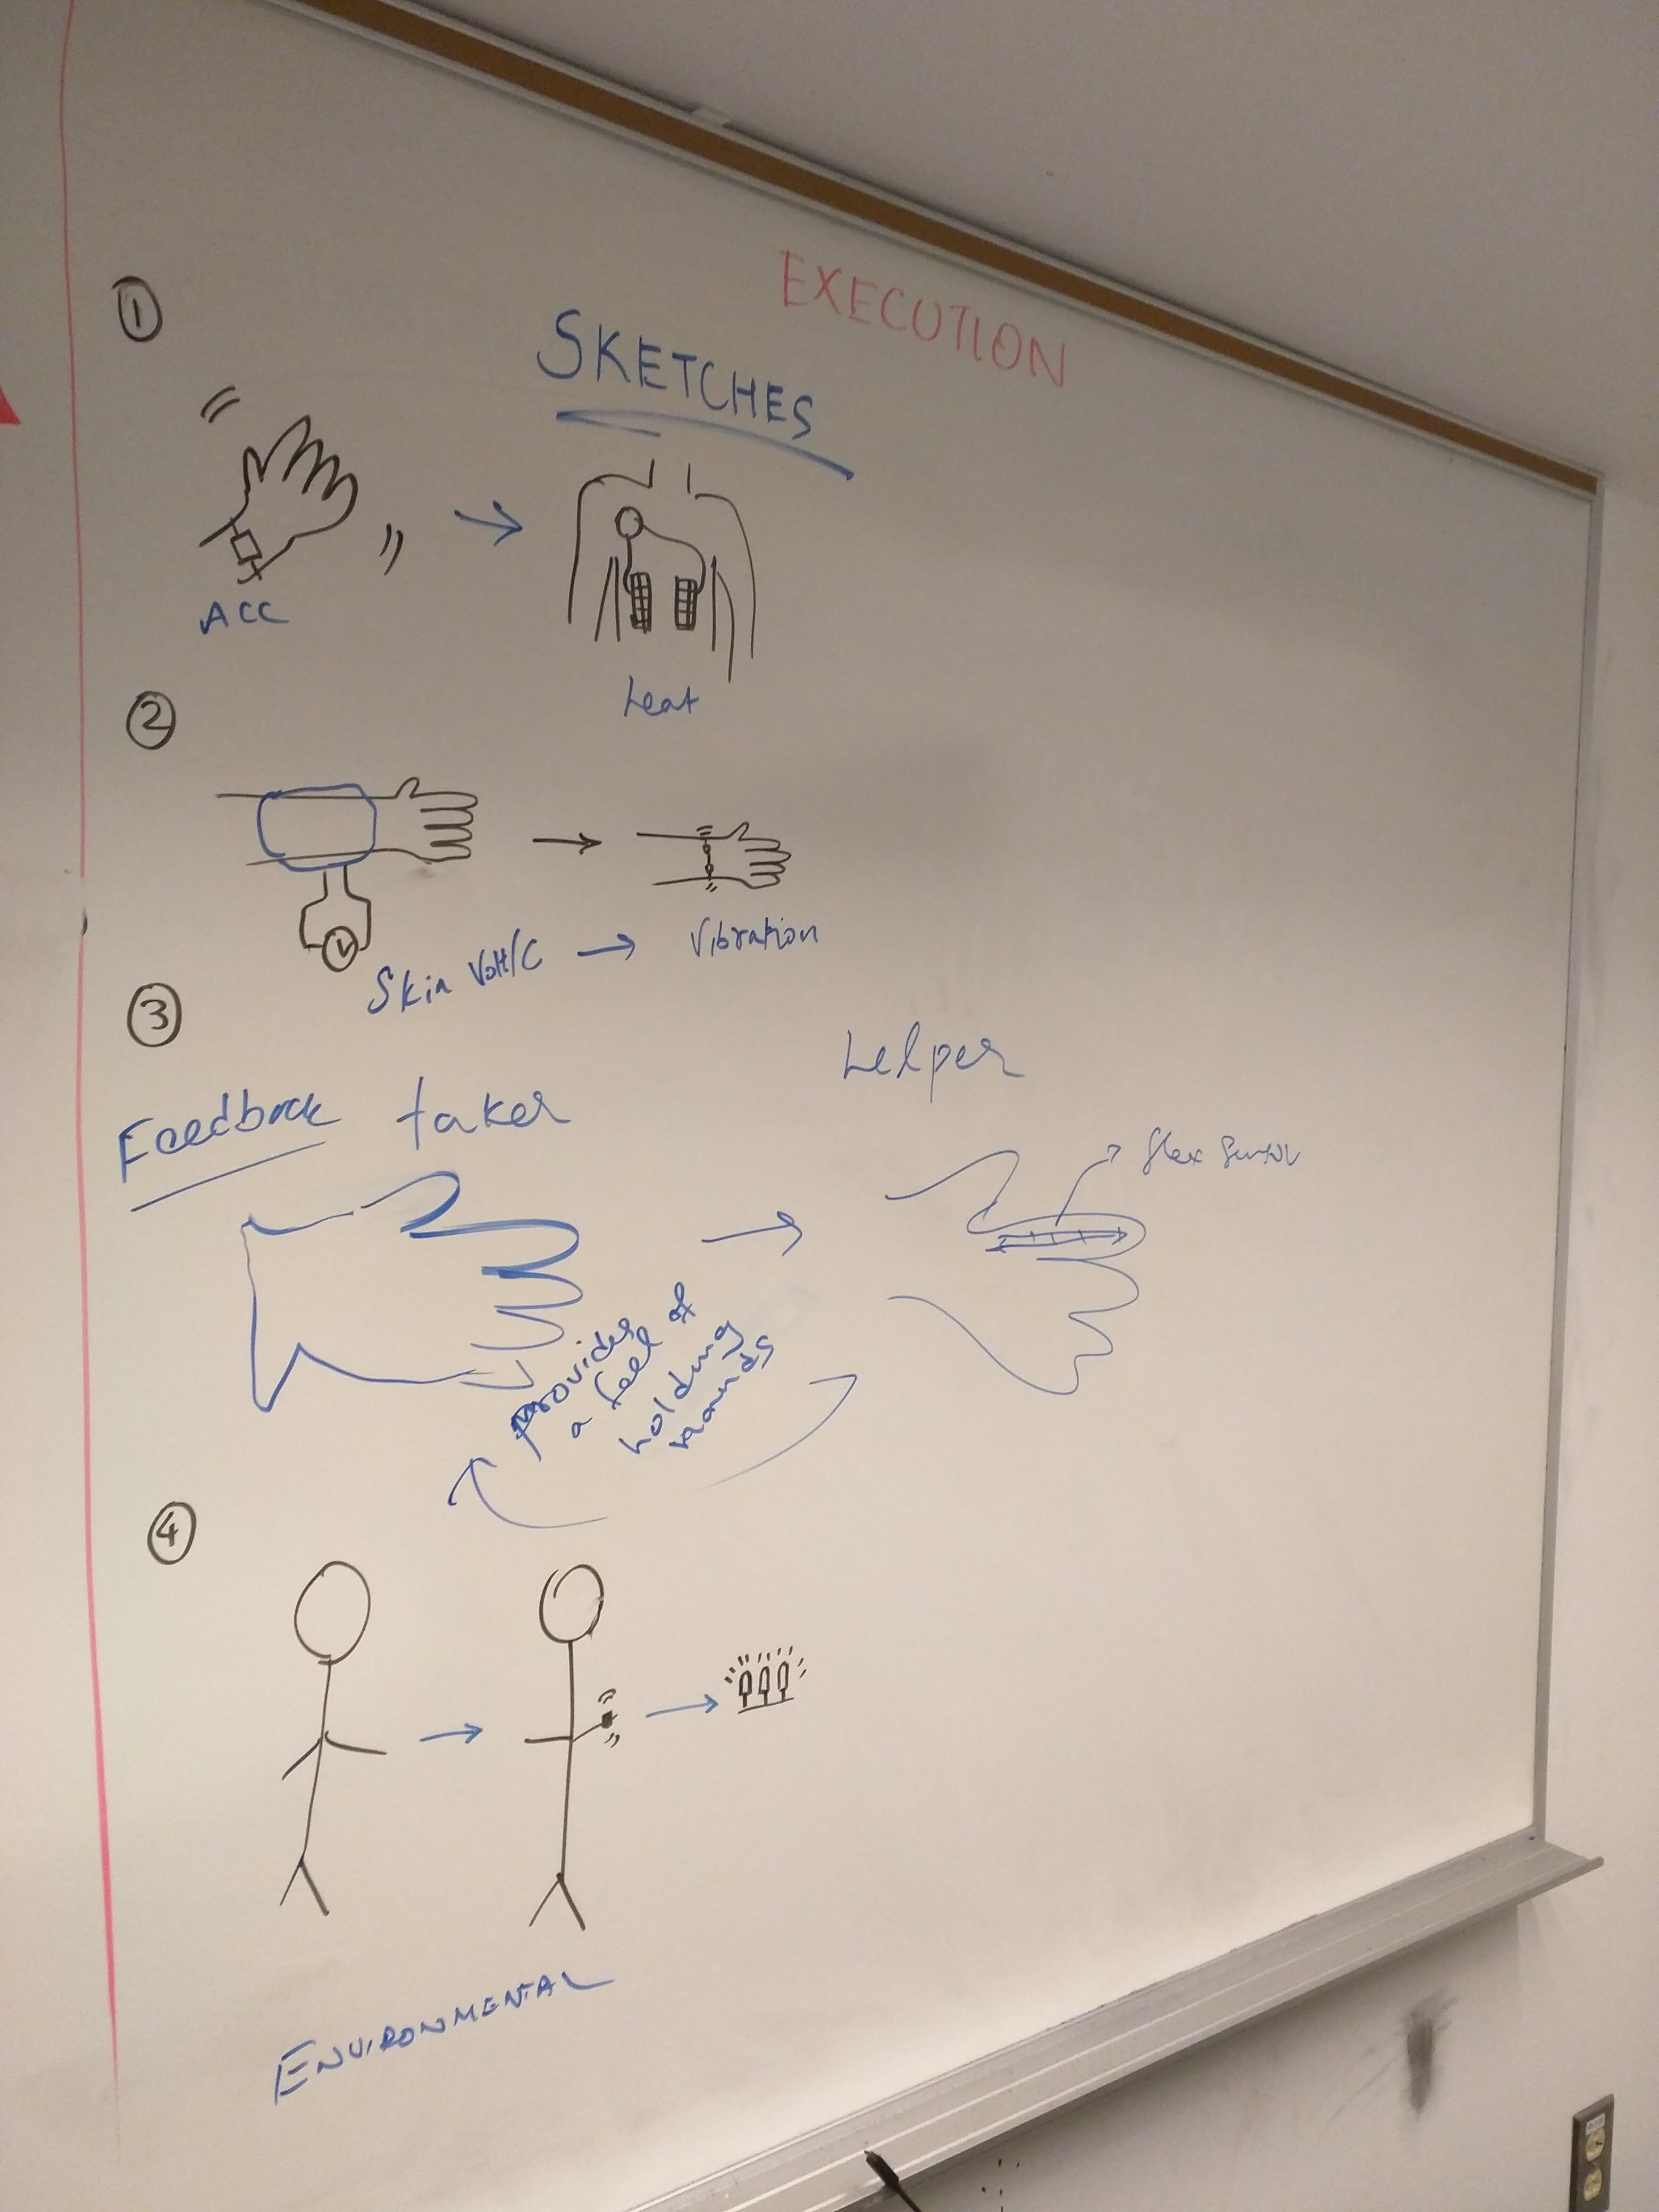 EXECUTION
SKETCHES
1
ACC
heat
2
V
Skin Volt/C → Vibration
3
Feedback taker
helper
flex sensor
provides
a feel of
holding
hands
4
ENVIRONMENTAL